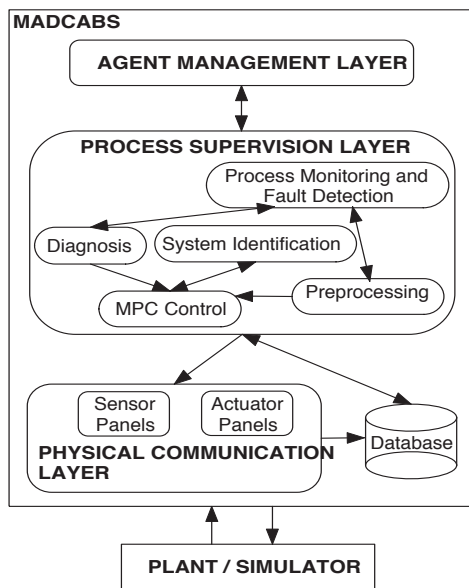 MADCABS
AGENT MANAGEMENT LAYER
PROCESS SUPERVISION LAYER
Process Monitoring and
Fault Detection
Diagnosis
System Identification
MPC Control
Preprocessing
Sensor
Panels
Actuator
Panels
PHYSICAL COMMUNICATION
LAYER
Database
PLANT / SIMULATOR